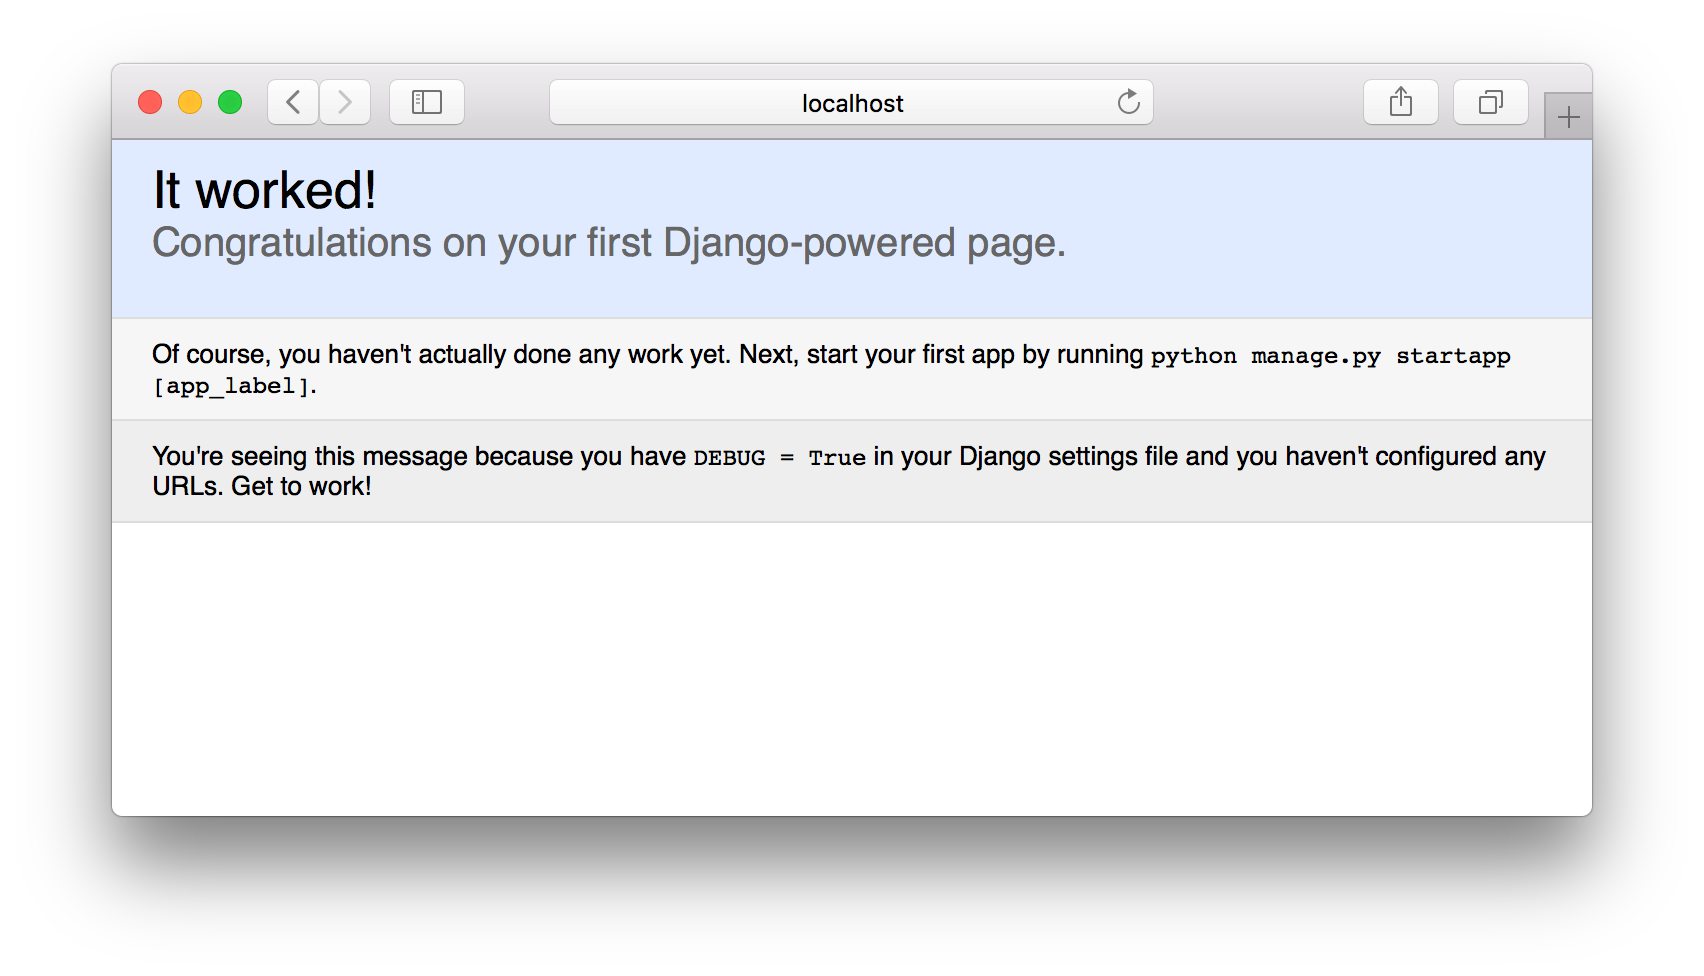 localhost
It worked!
Congratulations on your first Django-powered page.
Of course, you haven't actually done any work yet. Next, start your first app by running python manage.py startapp
[app_label].
You're seeing this message because you have DEBUG = True in your Django settings file and you haven't configured any
URLs. Get to work!